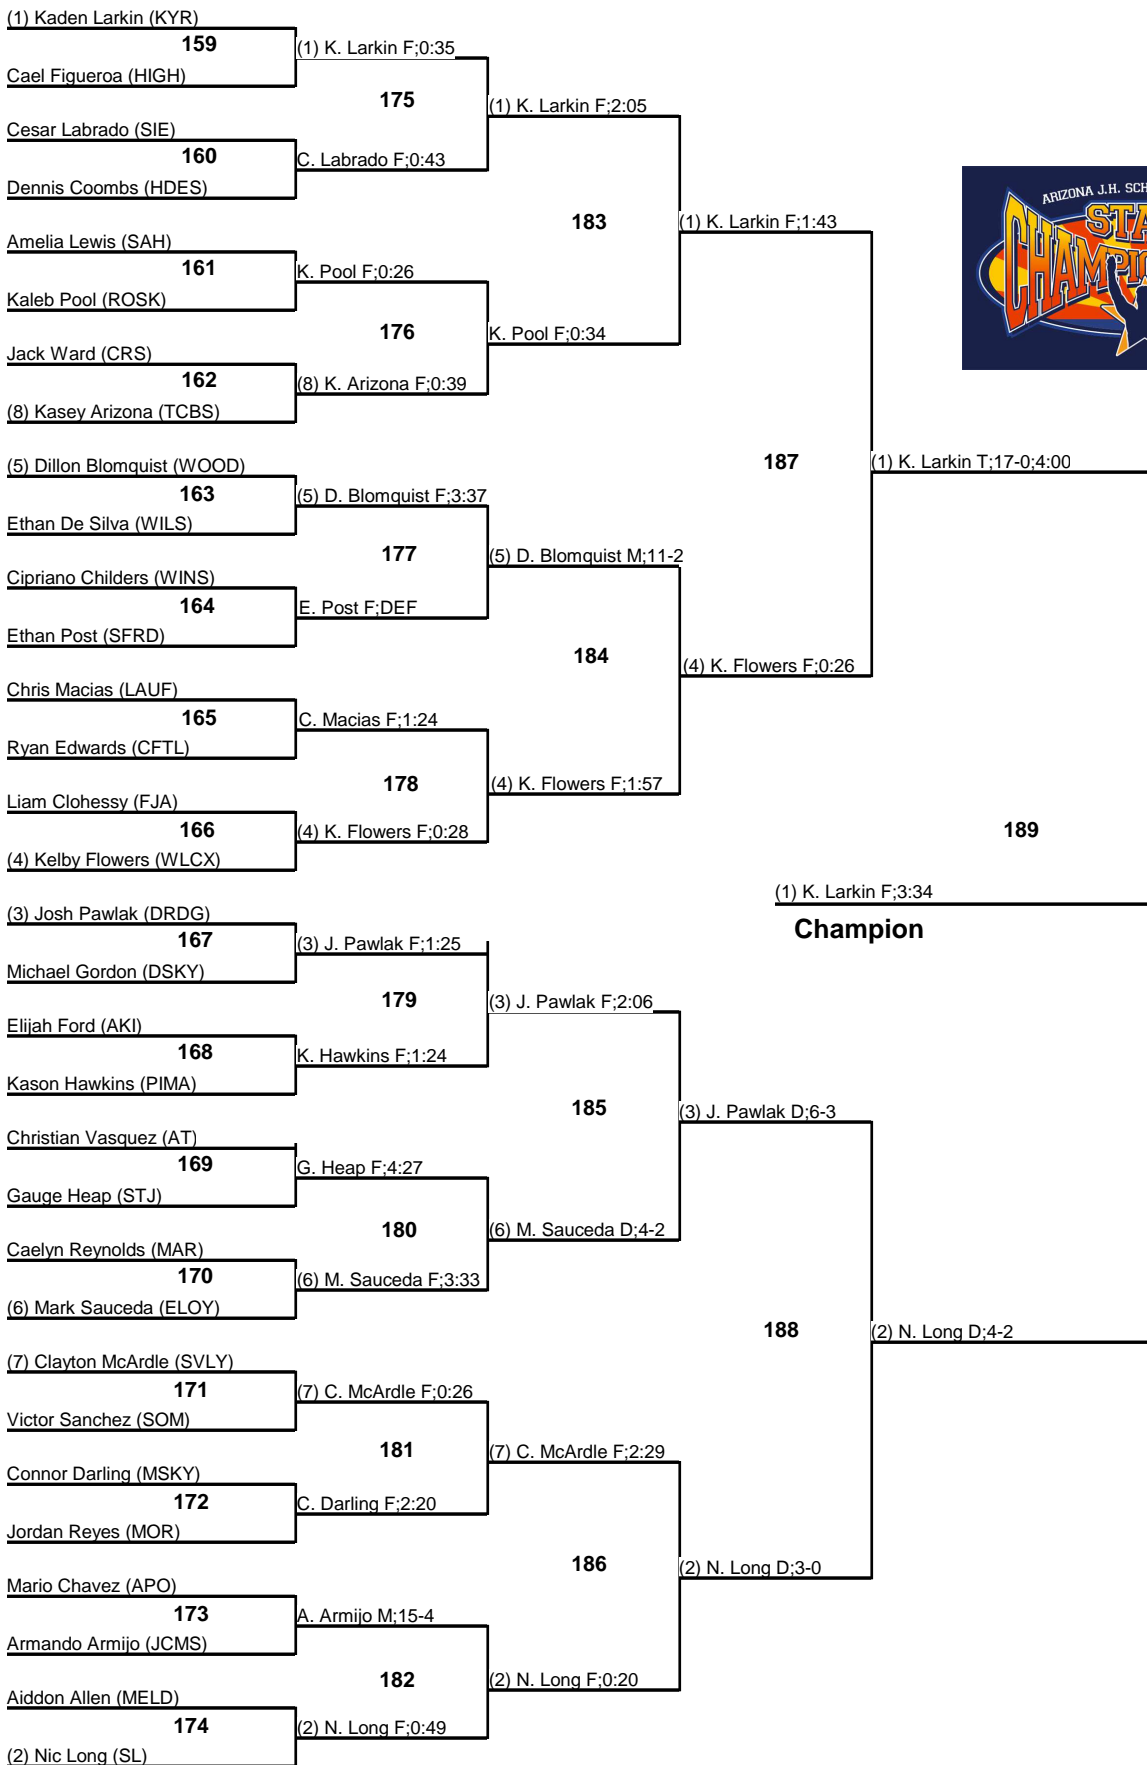 (1) Kaden Larkin (KYR)
159
(1) K. Larkin F;0:35
Cael Figueroa (HIGH)
175
(1) K. Larkin F;2:05
Cesar Labrado (SIE)
160
C. Labrado F;0:43
Dennis Coombs (HDES)
183
(1) K. Larkin F;1:43
Amelia Lewis (SAH)
161
K. Pool F;0:26
Kaleb Pool (ROSK)
176
K. Pool F;0:34
Jack Ward (CRS)
162
(8) K. Arizona F;0:39
(8) Kasey Arizona (TCBS)
ARIZONA J.H.
187
(1) K. Larkin T;17-0;4:00
(5) Dillon Blomquist (WOOD)
163
(5) D. Blomquist F;3:37
Ethan De Silva (WILS)
177
(5) D. Blomquist M;11-2
Cipriano Childers (WINS)
164
E. Post F;DEF
Ethan Post (SFRD)
184
(4) K. Flowers F;0:26
Chris Macias (LAUF)
165
C. Macias F;1:24
Ryan Edwards (CFTL)
178
(4) K. Flowers F;1:57
Liam Clohessy (FJA)
166
(4) K. Flowers F;0:28
(4) Kelby Flowers (WLCX)
189
(1) K. Larkin F;3:34
Champion
(3) Josh Pawlak (DRDG)
167
(3) J. Pawlak F;1:25
Michael Gordon (DSKY)
179
(3) J. Pawlak F;2:06
Elijah Ford (AKI)
168
K. Hawkins F;1:24
Kason Hawkins (PIMA)
185
(3) J. Pawlak D;6-3
Christian Vasquez (AT)
169
G. Heap F;4:27
Gauge Heap (STJ)
180
(6) M. Sauceda D;4-2
Caelyn Reynolds (MAR)
170
(6) M. Sauceda F;3:33
(6) Mark Sauceda (ELOY)
188
(2) N. Long D;4-2
(7) Clayton McArdle (SVLY)
171
(7) C. McArdle F;0:26
Victor Sanchez (SOM)
181
(7) C. McArdle F;2:29
Connor Darling (MSKY)
172
C. Darling F;2:20
Jordan Reyes (MOR)
186
(2) N. Long D;3-0
Mario Chavez (APO)
173
A. Armijo M;15-4
Armando Armijo (JCMS)
182
(2) N. Long F;0:20
Aiddon Allen (MELD)
174
(2) N. Long F;0:49
(2) Nic Long (SL)